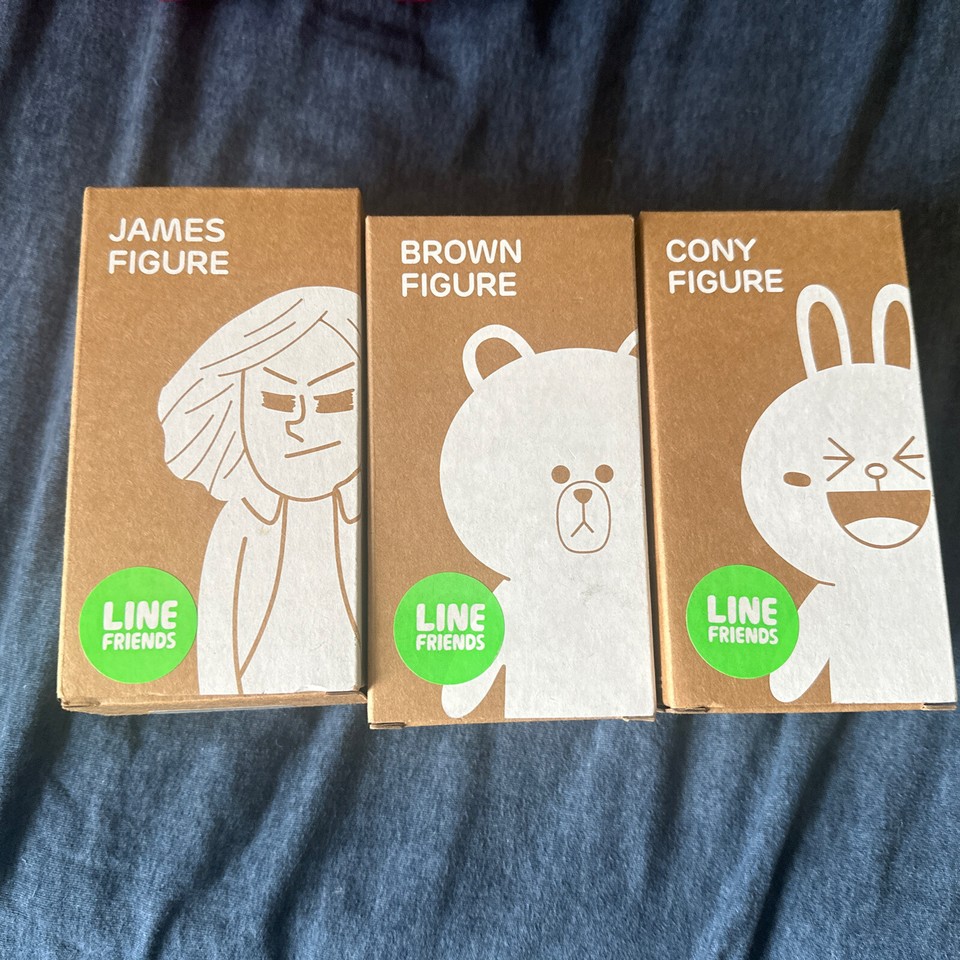 JAMES
FIGURE
LINE
FRIENDS
BROWN
FIGURE
LINE
FRIENDS
CONY
FIGURE
LINE
FRIENDS